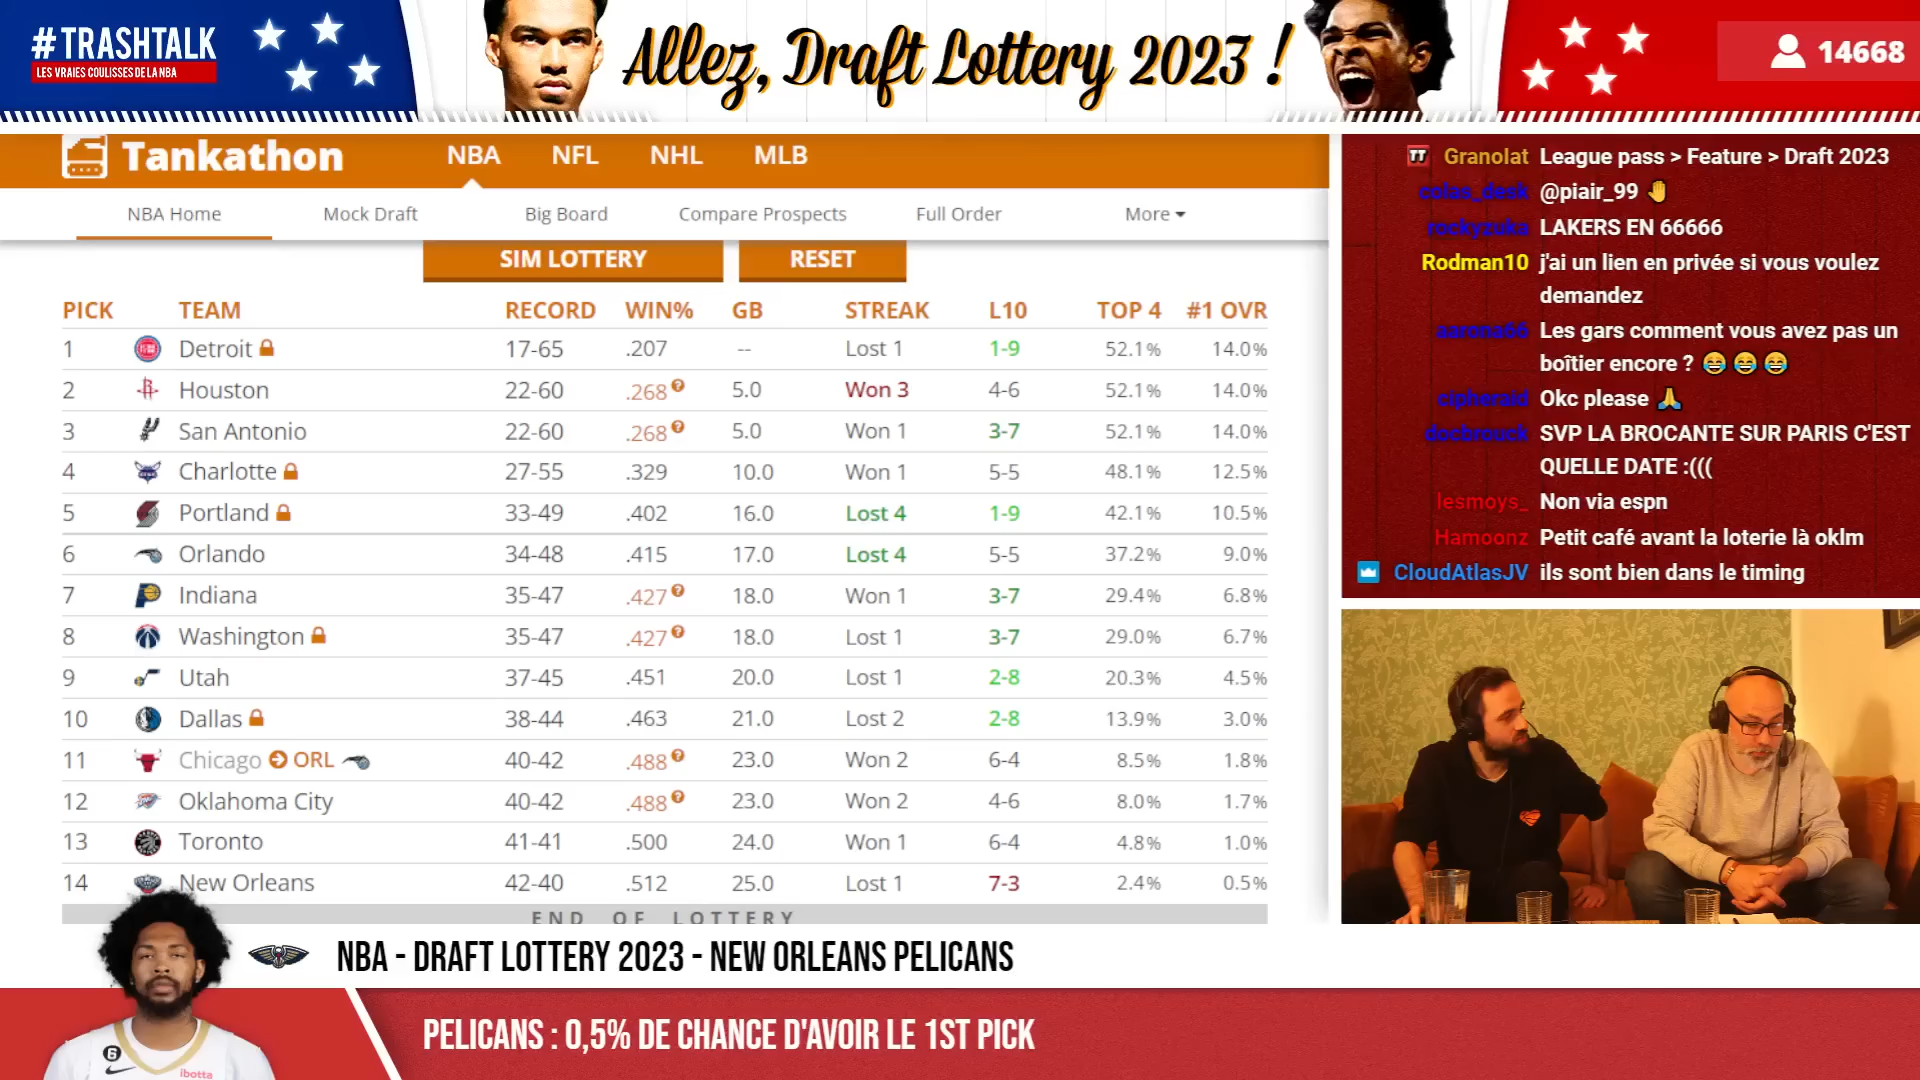 #TRASHTALK
LES VRAIES COULISSES DE LA NBA
Allez, Draft Lottery 2023 !
14668
Tankathon
NBA NFL NHL MLB
NBA Home Mock Draft Big Board Compare Prospects Full Order More
SIM LOTTERY RESET
PICK TEAM RECORD WIN% GB STREAK L10 TOP 4 #1 OVR
1 Detroit 17-65 .207 -- Lost 1 1-9 52.1% 14.0%
2 Houston 22-60 .268 ? 5.0 Won 3 4-6 52.1% 14.0%
3 San Antonio 22-60 .268 ? 5.0 Won 1 3-7 52.1% 14.0%
4 Charlotte 27-55 .329 10.0 Won 1 5-5 48.1% 12.5%
5 Portland 33-49 .402 16.0 Lost 4 1-9 42.1% 10.5%
6 Orlando 34-48 .415 17.0 Lost 4 5-5 37.2% 9.0%
7 Indiana 35-47 .427 ? 18.0 Won 1 3-7 29.4% 6.8%
8 Washington 35-47 .427 ? 18.0 Lost 1 3-7 29.0% 6.7%
9 Utah 37-45 .451 20.0 Lost 1 2-8 20.3% 4.5%
10 Dallas 38-44 .463 21.0 Lost 2 2-8 13.9% 3.0%
11 Chicago ORL 40-42 .488 ? 23.0 Won 2 6-4 8.5% 1.8%
12 Oklahoma City 40-42 .488 ? 23.0 Won 2 4-6 8.0% 1.7%
13 Toronto 41-41 .500 24.0 Won 1 6-4 4.8% 1.0%
14 New Orleans 42-40 .512 25.0 Lost 1 7-3 2.4% 0.5%
END OF LOTTERY
TT Granolat League pass > Feature > Draft 2023
colas_desk @piair_99 🤚
rockyzuka LAKERS EN 66666
Rodman10 j'ai un lien en privée si vous voulez
demandez
aarona66 Les gars comment vous avez pas un
boîtier encore ? 😂 😂 😂
cipheraid Okc please 🙏
docbrouck SVP LA BROCANTE SUR PARIS C'EST
QUELLE DATE :(((
lesmoys_ Non via espn
Hamoonz Petit café avant la loterie là oklm
CloudAtlasJV ils sont bien dans le timing
NBA - DRAFT LOTTERY 2023 - NEW ORLEANS PELICANS
PELICANS : 0,5% DE CHANCE D'AVOIR LE 1ST PICK
6
ibotta